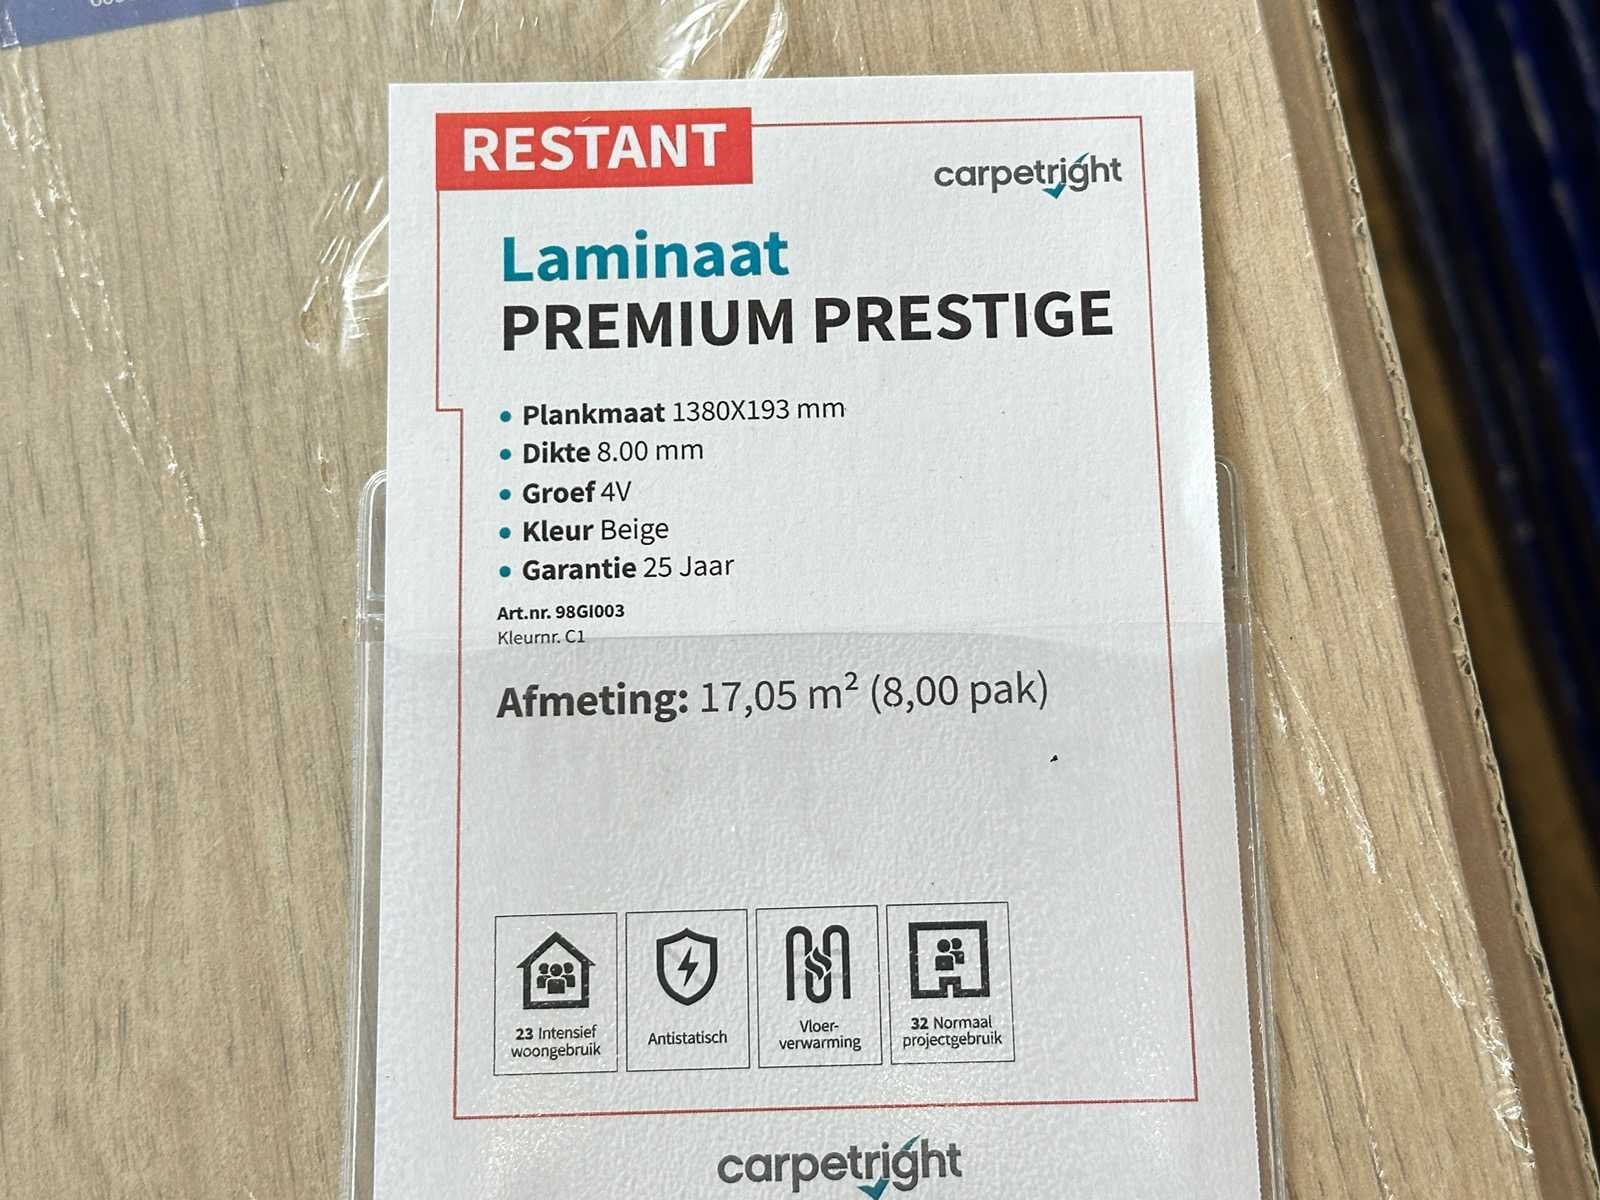 RESTANT
carpetright
Laminaat
PREMIUM PRESTIGE
• Plankmaat 1380X193 mm
• Dikte 8.00 mm
• Groef 4V
• Kleur Beige
• Garantie 25 Jaar
Art.nr. 98GI003
Kleurnr. C1
Afmeting: 17,05 m² (8,00 pak)
23 Intensief
woongebruik
Antistatisch
Vloer-
verwarming
32 Normaal
projectgebruik
carpetright